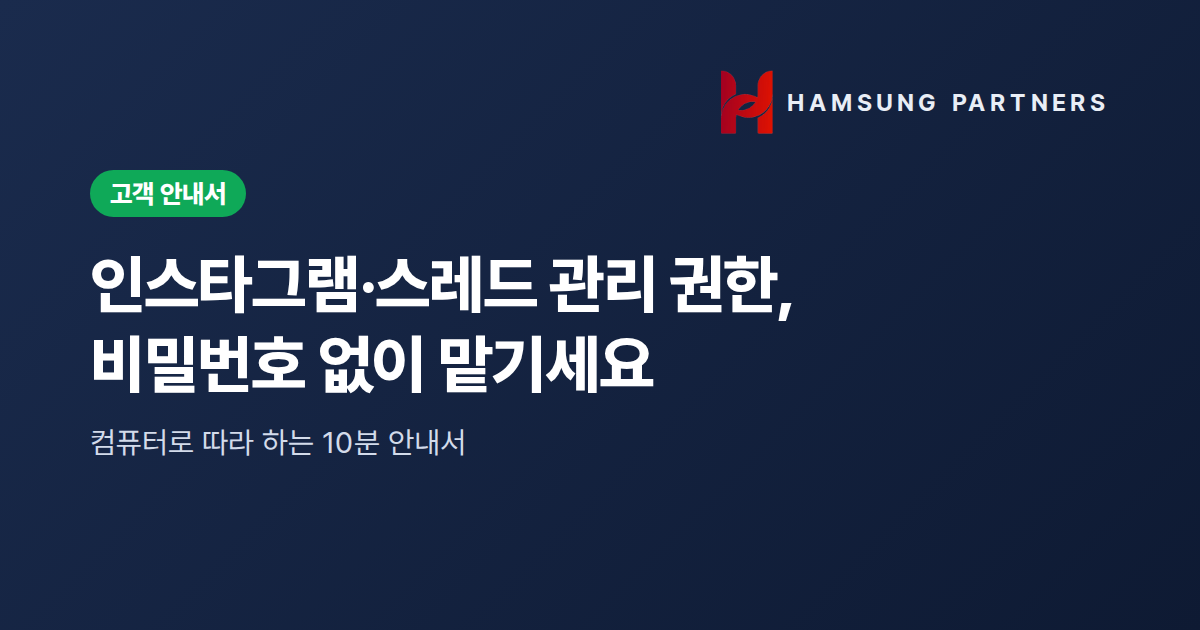 HAMSUNG PARTNERS
고객 안내서
인스타그램·스레드 관리 권한,
비밀번호 없이 맡기세요
컴퓨터로 따라 하는 10분 안내서